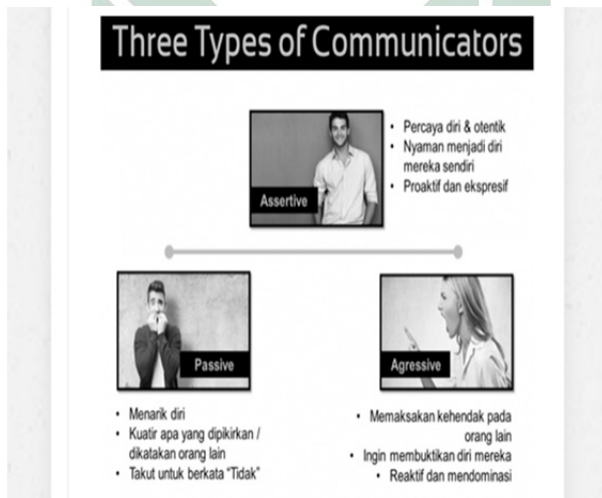 Three Types of Communicators
Assertive
• Percaya diri & otentik
• Nyaman menjadi diri
mereka sendiri
• Proaktif dan ekspresif
Passive
• Menarik diri
• Kuatir apa yang dipikirkan /
dikatakan orang lain
• Takut untuk berkata "Tidak"
Agressive
• Memaksakan kehendak pada
orang lain
• Ingin membuktikan diri mereka
• Reaktif dan mendominasi